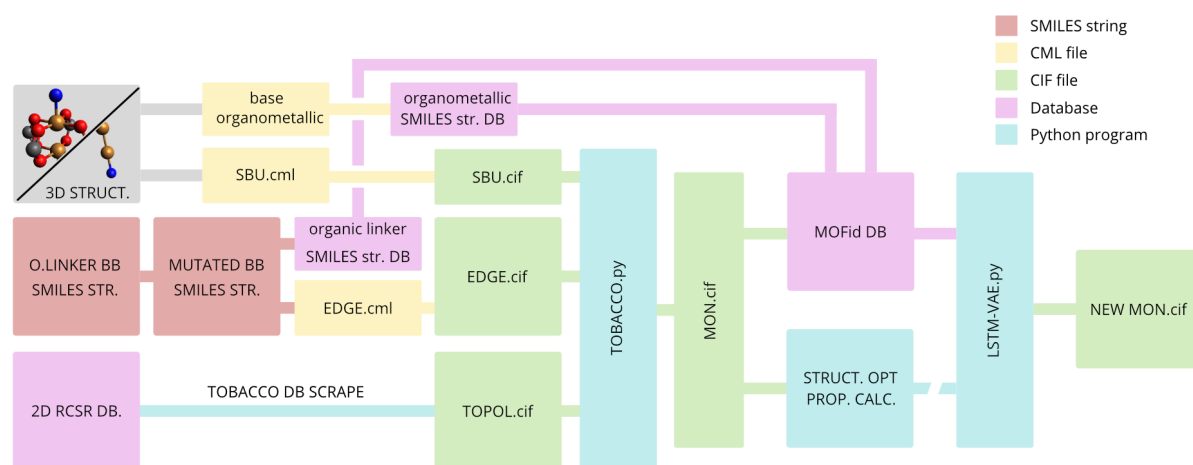 SMILES string
CML file
CIF file
Database
Python program
base
organometallic
organometallic
SMILES str. DB
3D STRUCT.
SBU.cml
SBU.cif
O.LINKER BB
SMILES STR.
MUTATED BB
SMILES STR.
organic linker
SMILES str. DB
EDGE.cml
EDGE.cif
2D RCSR DB.
TOBACCO DB SCRAPE
TOPOL.cif
TOBACCO.py
MON.cif
MOFid DB
STRUCT. OPT
PROP. CALC.
LSTM-VAE.py
NEW MON.cif